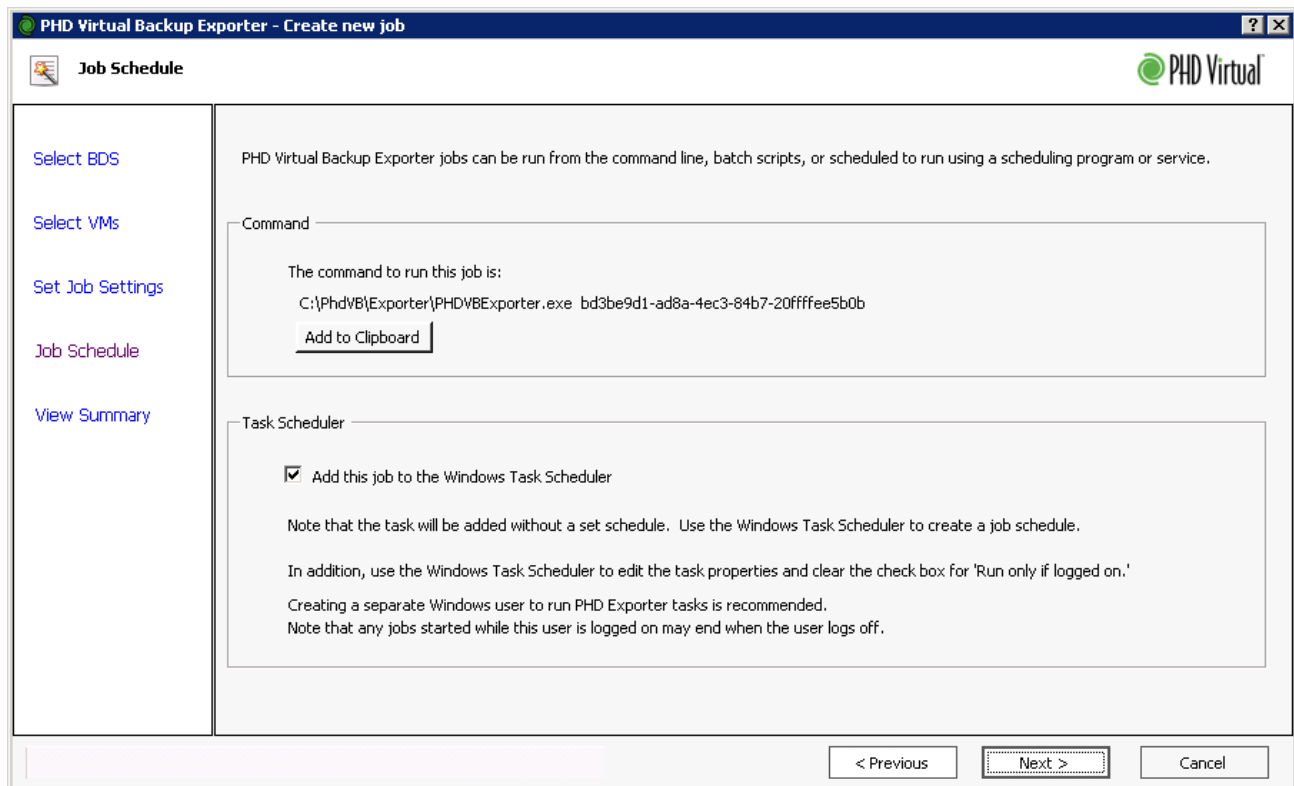 PHD Virtual Backup Exporter - Create new job
Job Schedule
PHD Virtual
Select BDS
Select VMs
Set Job Settings
Job Schedule
View Summary
PHD Virtual Backup Exporter jobs can be run from the command line, batch scripts, or scheduled to run using a scheduling program or service.
Command
The command to run this job is:
C:\PhdVB\Exporter\PHDVBExporter.exe bd3be9d1-ad8a-4ec3-84b7-20ffffee5b0b
Add to Clipboard
Task Scheduler
Add this job to the Windows Task Scheduler
Note that the task will be added without a set schedule. Use the Windows Task Scheduler to create a job schedule.
In addition, use the Windows Task Scheduler to edit the task properties and clear the check box for 'Run only if logged on.'
Creating a separate Windows user to run PHD Exporter tasks is recommended.
Note that any jobs started while this user is logged on may end when the user logs off.
< Previous
Next >
Cancel